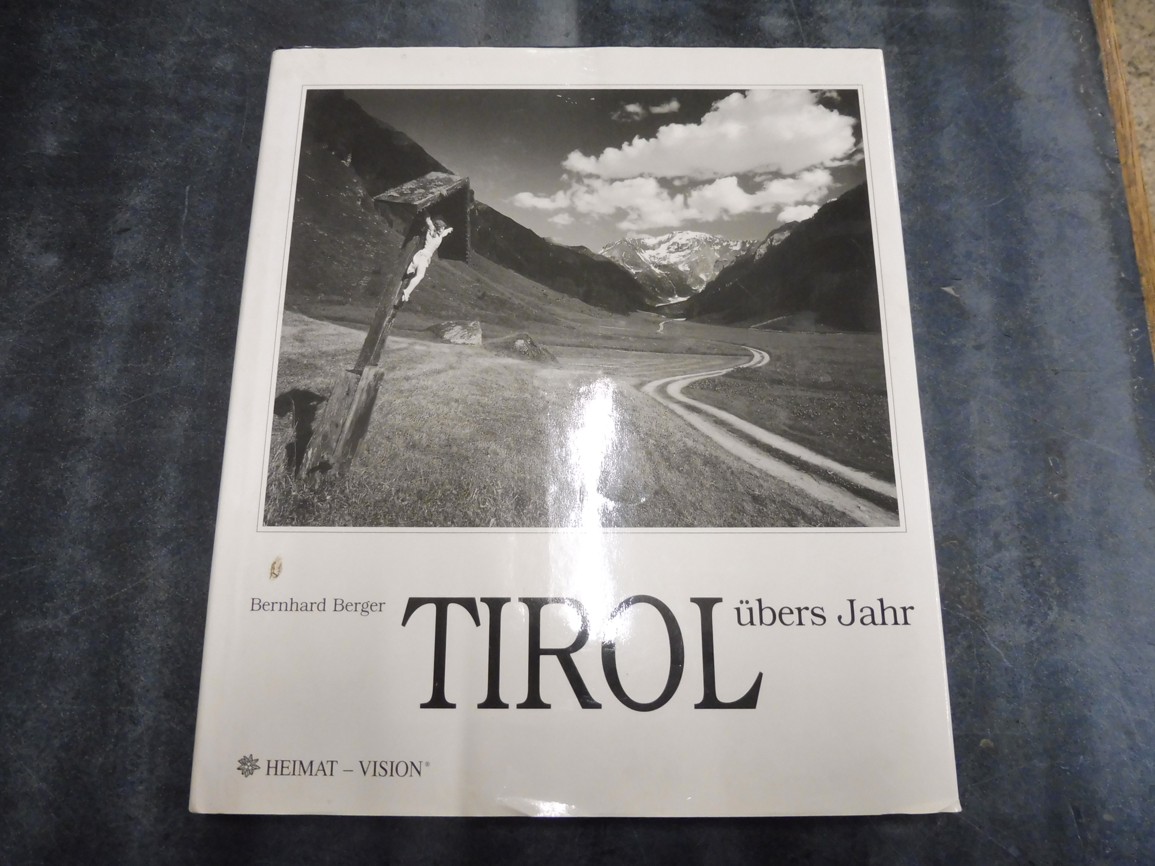 Bernhard Berger
TIROL
übers Jahr
HEIMAT – VISION®